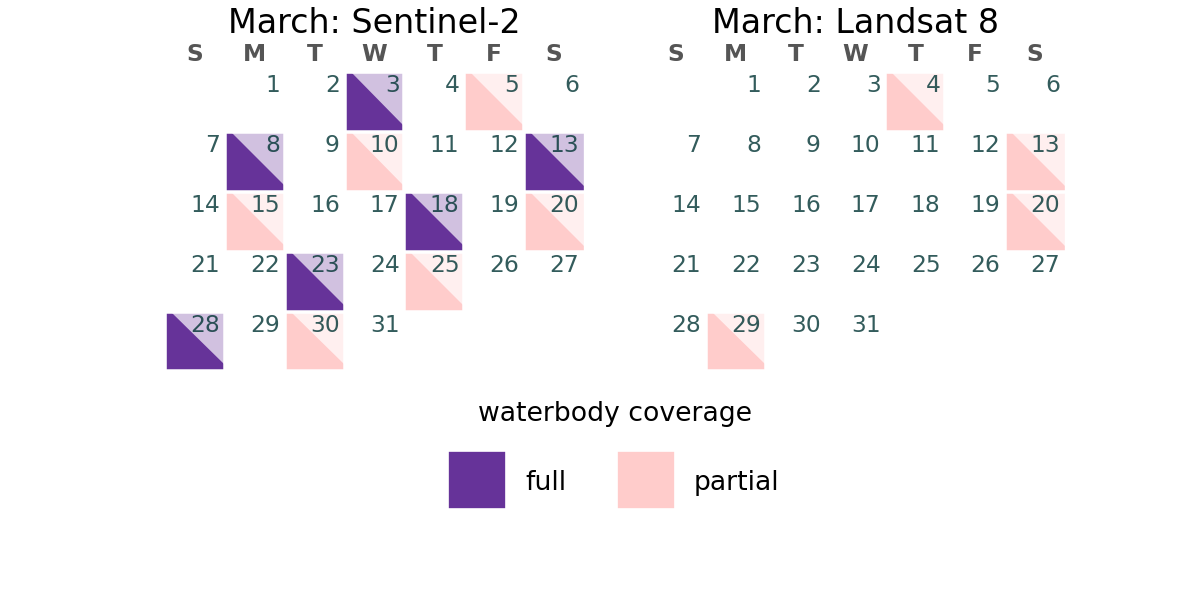 March: Sentinel-2
S M T W T F S
1 2 3 4 5 6
7 8 9 10 11 12 13
14 15 16 17 18 19 20
21 22 23 24 25 26 27
28 29 30 31
March: Landsat 8
S M T W T F S
1 2 3 4 5 6
7 8 9 10 11 12 13
14 15 16 17 18 19 20
21 22 23 24 25 26 27
28 29 30 31
waterbody coverage
full
partial